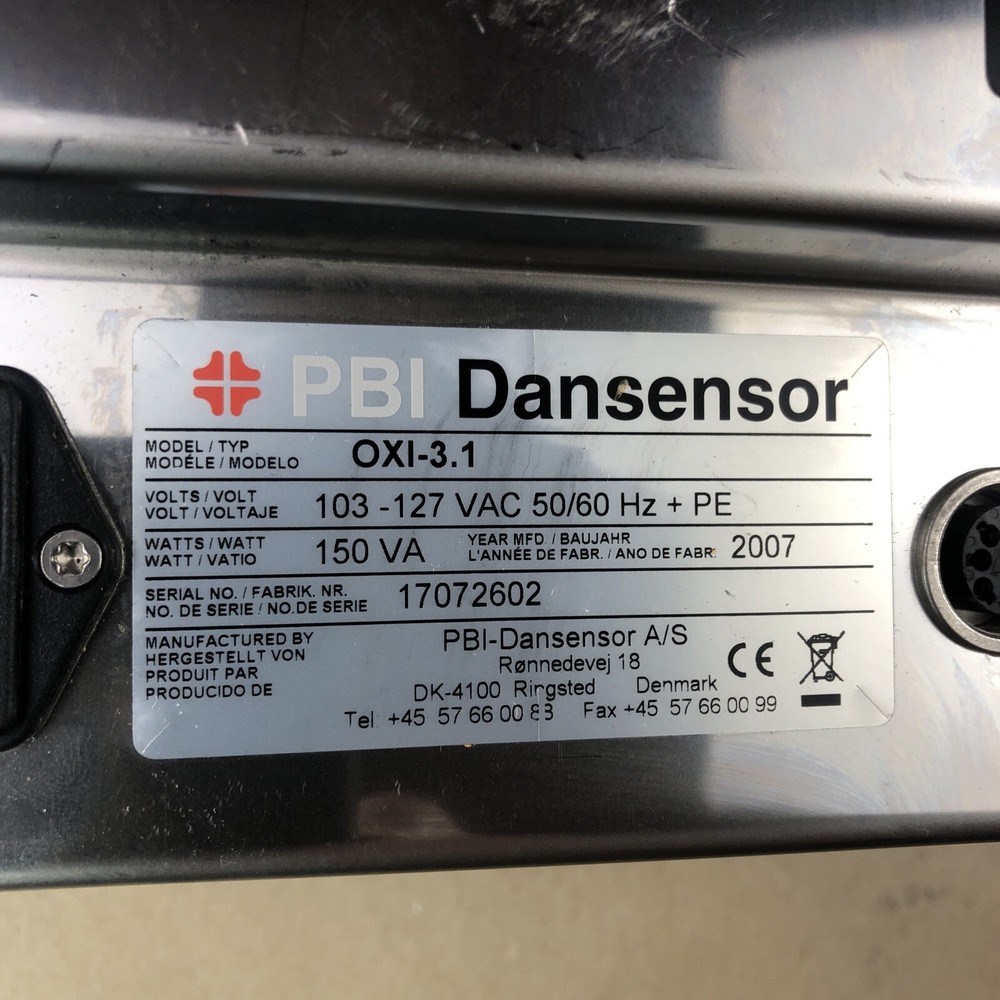 PBI Dansensor
MODEL / TYP
MODÉLE / MODELO
OXI-3.1
VOLTS / VOLT
VOLT / VOLTAJE
103 -127 VAC 50/60 Hz + PE
WATTS / WATT
WATT / VATIO
150 VA
YEAR MFD. / BAUJAHR
L'ANNÉE DE FABR. / ANO DE FABR.
2007
SERIAL NO. / FABRIK. NR.
NO. DE SERIE / NO.DE SERIE
17072602
MANUFACTURED BY
HERGESTELLT VON
PRODUIT PAR
PRODUCIDO DE
PBI-Dansensor A/S
Rønnedevej 18
DK-4100 Ringsted Denmark
Tel +45 57 66 00 88 Fax +45 57 66 00 99
CE